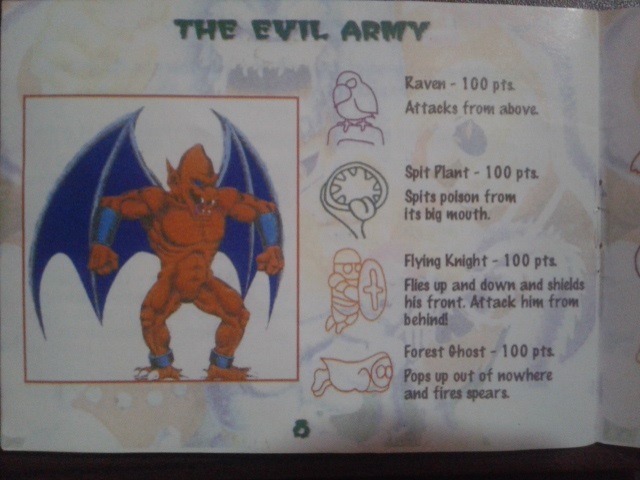 THE EVIL ARMY
Raven - 100 pts.
Attacks from above.
Spit Plant - 100 pts.
Spits poison from
its big mouth.
Flying Knight - 100 pts.
Flies up and down and shields
his front. Attack him from
behind!
Forest Ghost - 100 pts.
Pops up out of nowhere
and fires spears.
8